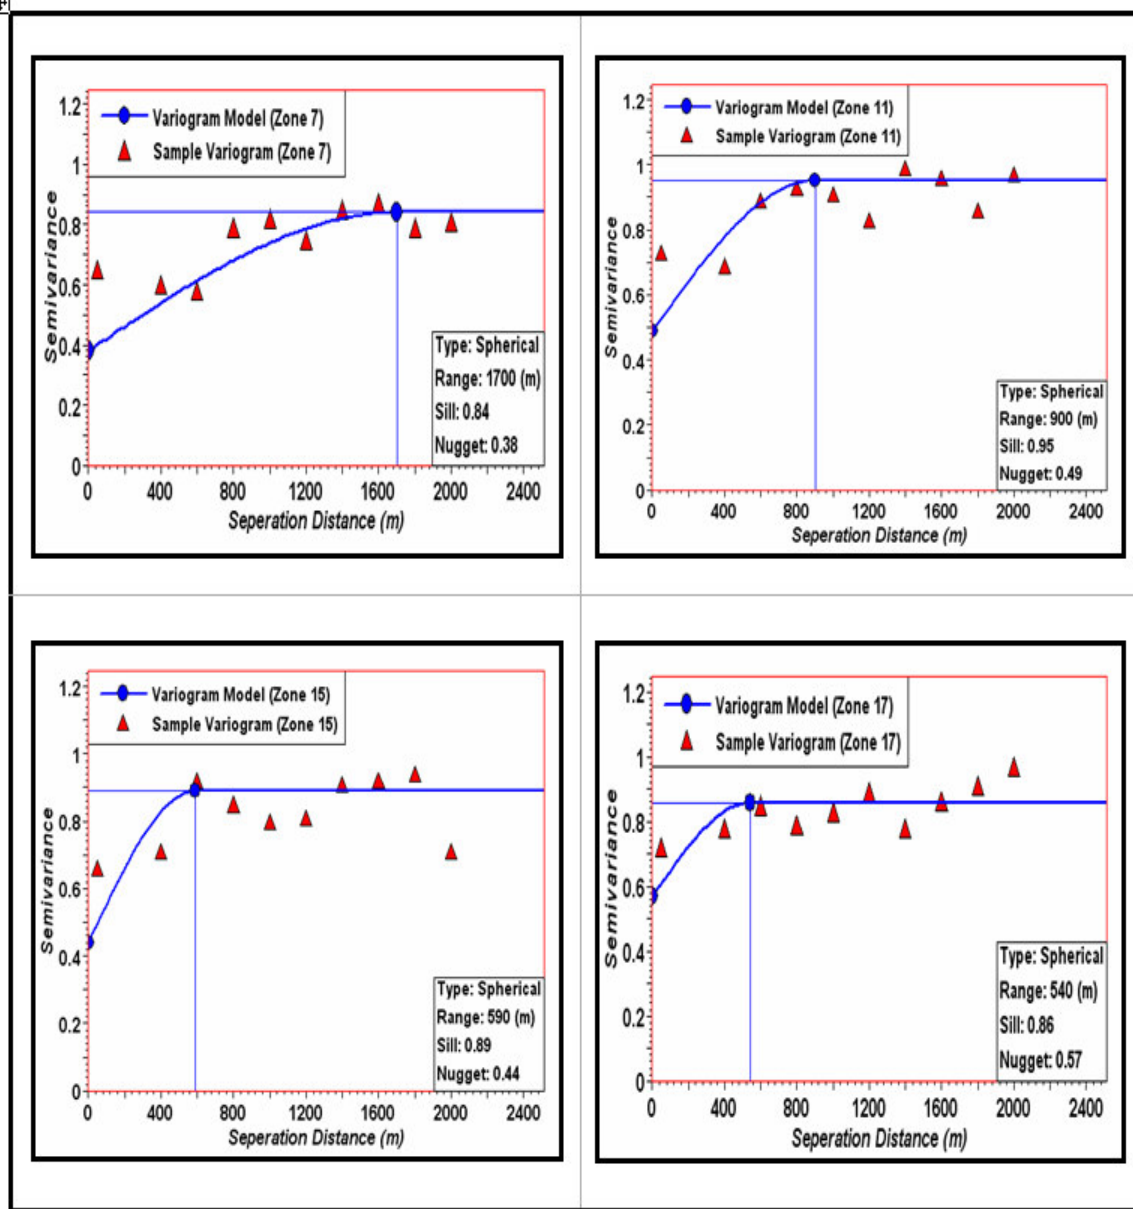 1.2
1
0.8
0.6
0.4
0.2
0
Semivariance
Variogram Model (Zone 7)
Sample Variogram (Zone 7)
Type: Spherical
Range: 1700 (m)
Sill: 0.84
Nugget: 0.38
0 400 800 1200 1600 2000 2400
Seperation Distance (m)
1.2
1
0.8
0.6
0.4
0.2
0
Semivariance
Variogram Model (Zone 11)
Sample Variogram (Zone 11)
Type: Spherical
Range: 900 (m)
Sill: 0.95
Nugget: 0.49
0 400 800 1200 1600 2000 2400
Seperation Distance (m)
1.2
1
0.8
0.6
0.4
0.2
0
Semivariance
Variogram Model (Zone 15)
Sample Variogram (Zone 15)
Type: Spherical
Range: 590 (m)
Sill: 0.89
Nugget: 0.44
0 400 800 1200 1600 2000 2400
Seperation Distance (m)
1.2
1
0.8
0.6
0.4
0.2
0
Semivariance
Variogram Model (Zone 17)
Sample Variogram (Zone 17)
Type: Spherical
Range: 540 (m)
Sill: 0.86
Nugget: 0.57
0 400 800 1200 1600 2000 2400
Seperation Distance (m)